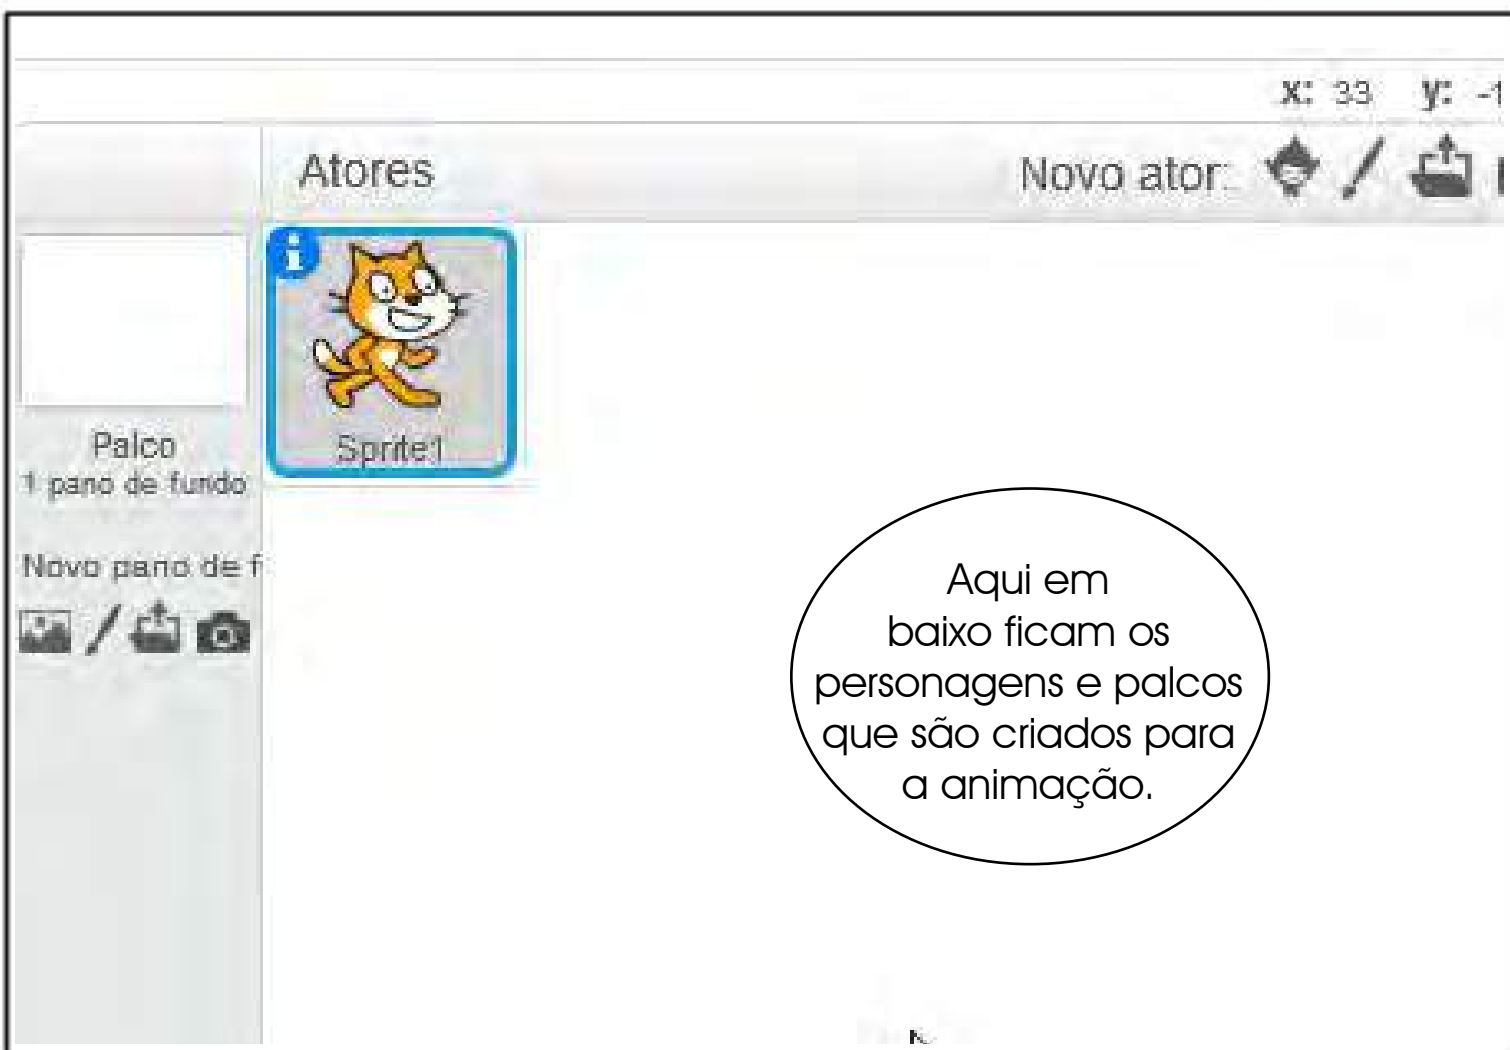 x: 33 y: -1
Atores
Novo ator:
Sprite1
Palco
1 pano de fundo
Novo pano de f
Aqui em
baixo ficam os
personagens e palcos
que são criados para
a animação.